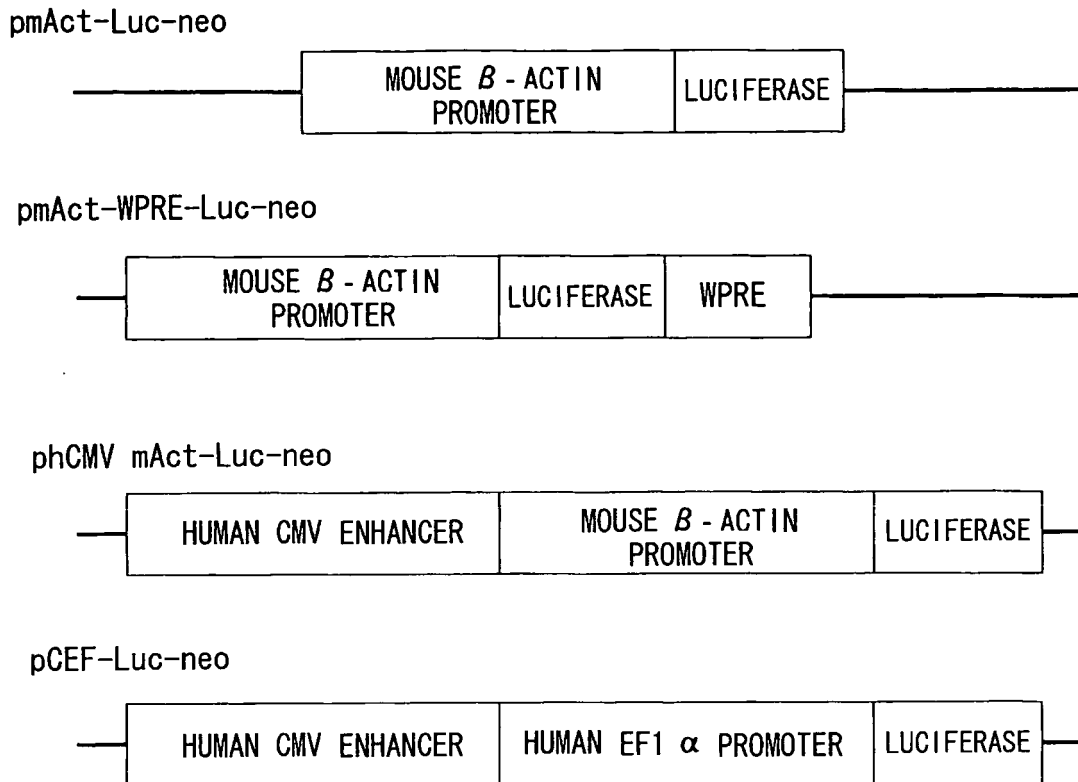 pmAct-Luc-neo
MOUSE β-ACTIN
PROMOTER
LUCIFERASE
pmAct-WPRE-Luc-neo
MOUSE β-ACTIN
PROMOTER
LUCIFERASE
WPRE
phCMV mAct-Luc-neo
HUMAN CMV ENHANCER
MOUSE β-ACTIN
PROMOTER
LUCIFERASE
pCEF-Luc-neo
HUMAN CMV ENHANCER
HUMAN EF1 α PROMOTER
LUCIFERASE